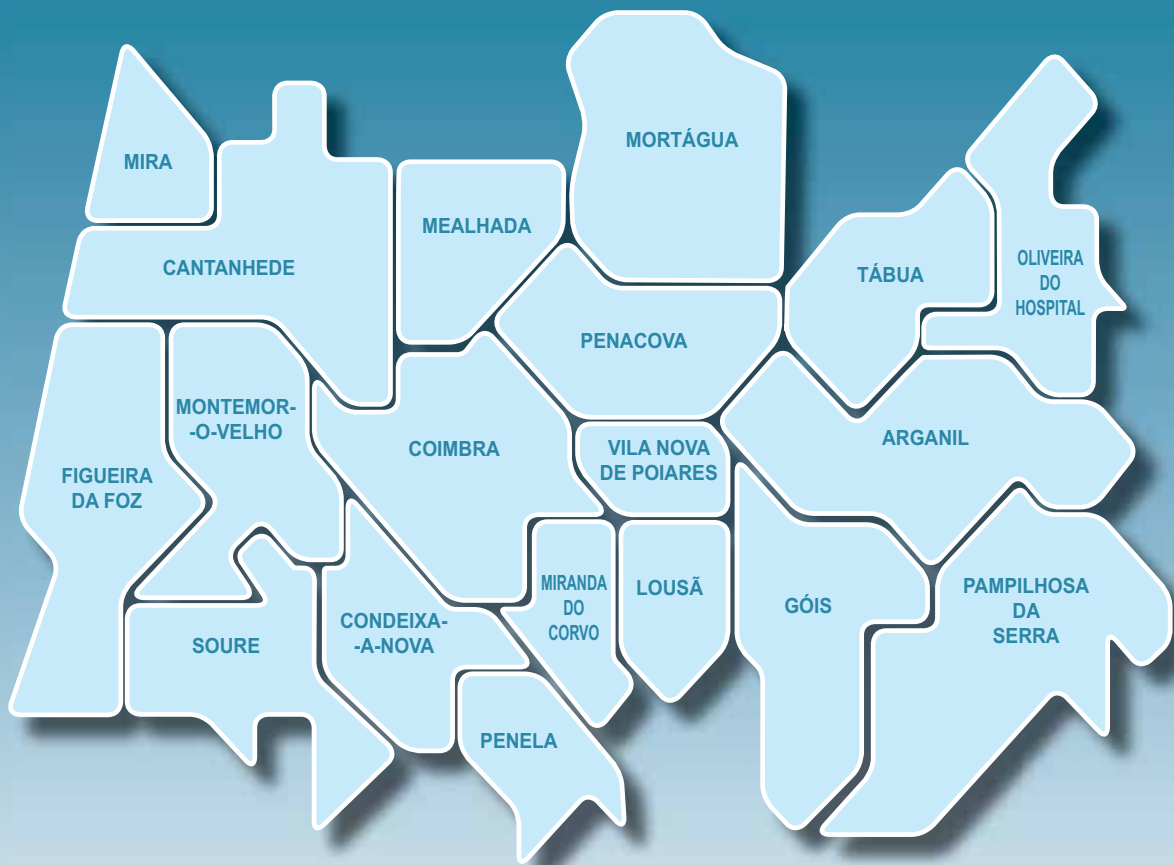 MIRA
MORTÁGUA
MEALHADA
CANTANHEDE
TÁBUA
OLIVEIRA
DO
HOSPITAL
PENACOVA
MONTEMOR-
-O-VELHO
COIMBRA
VILA NOVA
DE POIARES
ARGANIL
FIGUEIRA
DA FOZ
MIRANDA
DO
CORVO
LOUSÃ
GÓIS
PAMPILHOSA
DA
SERRA
SOURE
CONDEIXA-
-A-NOVA
PENELA